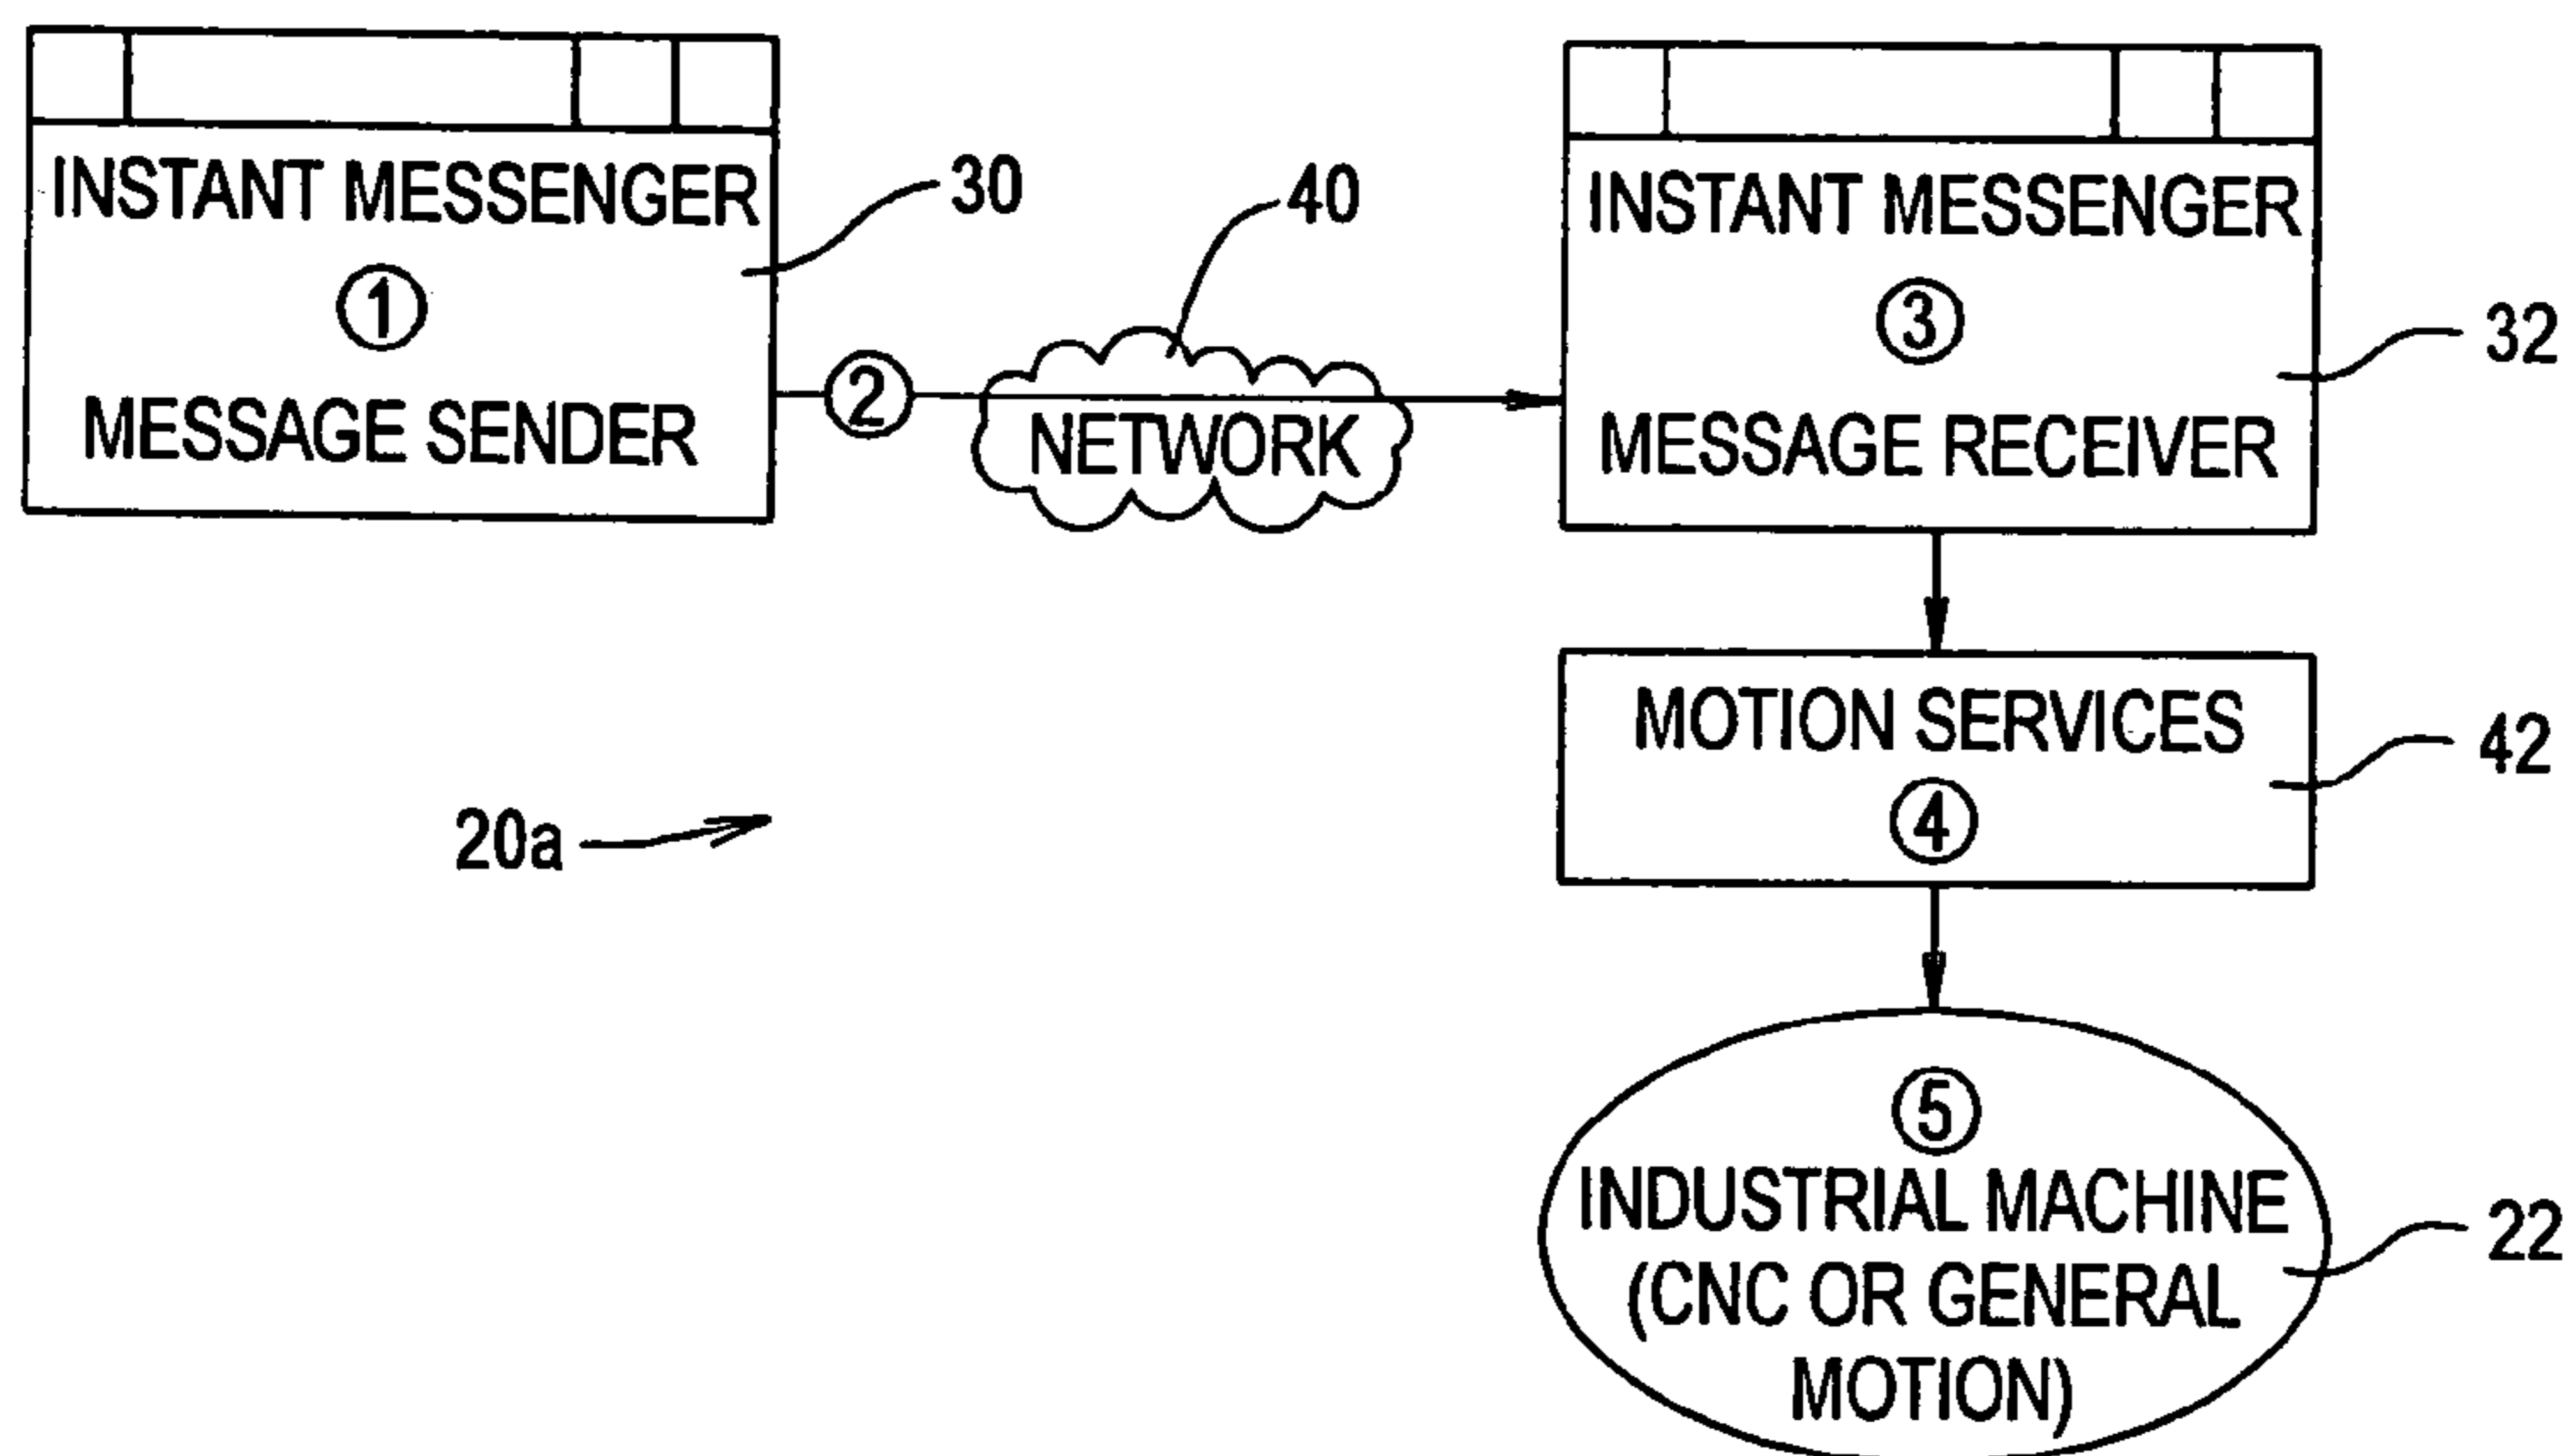 INSTANT MESSENGER
①
MESSAGE SENDER
30
②
40
NETWORK
INSTANT MESSENGER
③
MESSAGE RECEIVER
32
MOTION SERVICES
④
42
20a
⑤
INDUSTRIAL MACHINE
(CNC OR GENERAL
MOTION)
22